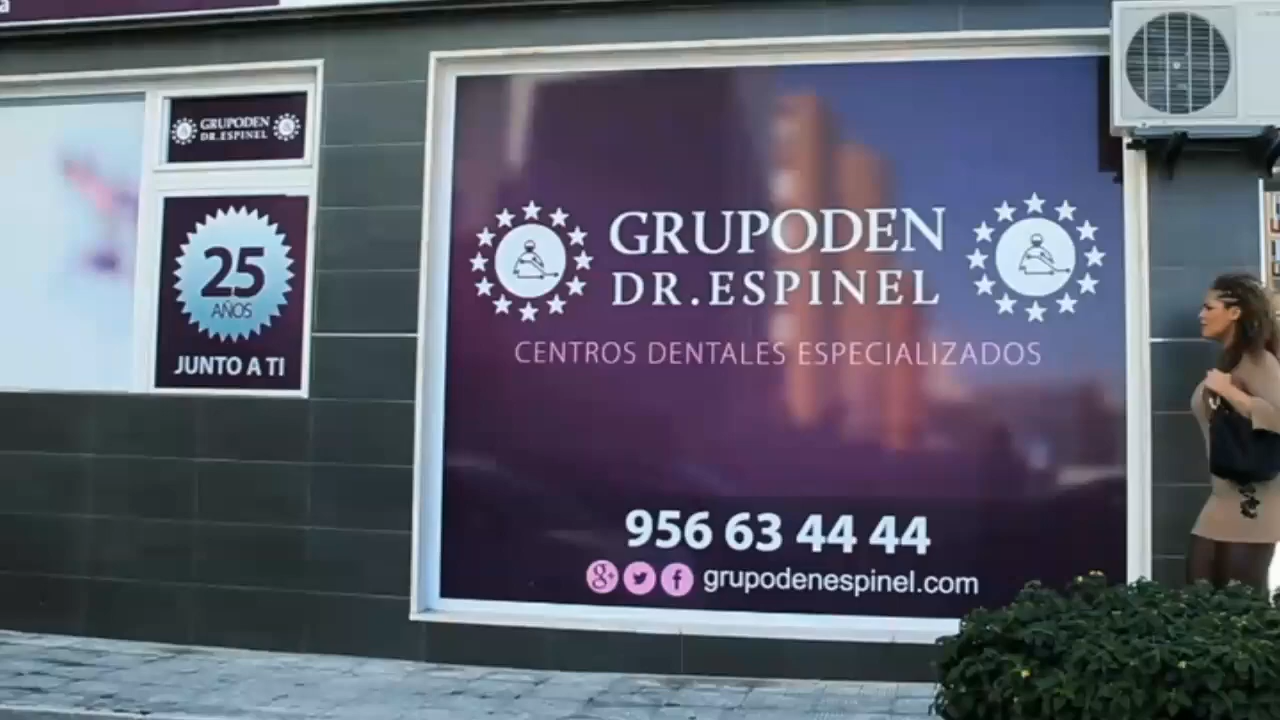 GRUPODEN
DR.ESPINEL
25
AÑOS
JUNTO A TI
GRUPODEN
DR.ESPINEL
CENTROS DENTALES ESPECIALIZADOS
956 63 44 44
grupodenespinel.com